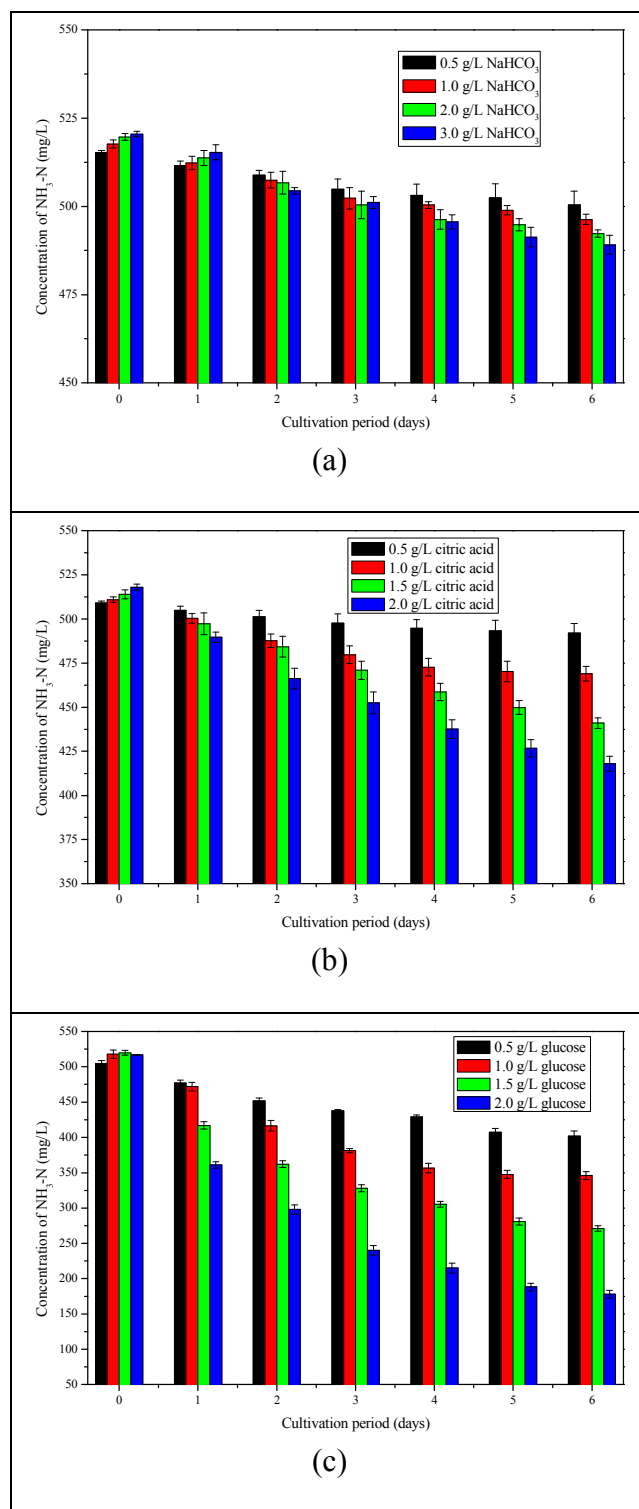 550
525
500
475
450
Concentration of NH3-N (mg/L)
0.5 g/L NaHCO3
1.0 g/L NaHCO3
2.0 g/L NaHCO3
3.0 g/L NaHCO3
0 1 2 3 4 5 6
Cultivation period (days)
(a)
550
525
500
475
450
425
400
375
350
Concentration of NH3-N (mg/L)
0.5 g/L citric acid
1.0 g/L citric acid
1.5 g/L citric acid
2.0 g/L citric acid
0 1 2 3 4 5 6
Cultivation period (days)
(b)
550
500
450
400
350
300
250
200
150
100
50
Concentration of NH3-N (mg/L)
0.5 g/L glucose
1.0 g/L glucose
1.5 g/L glucose
2.0 g/L glucose
0 1 2 3 4 5 6
Cultivation period (days)
(c)